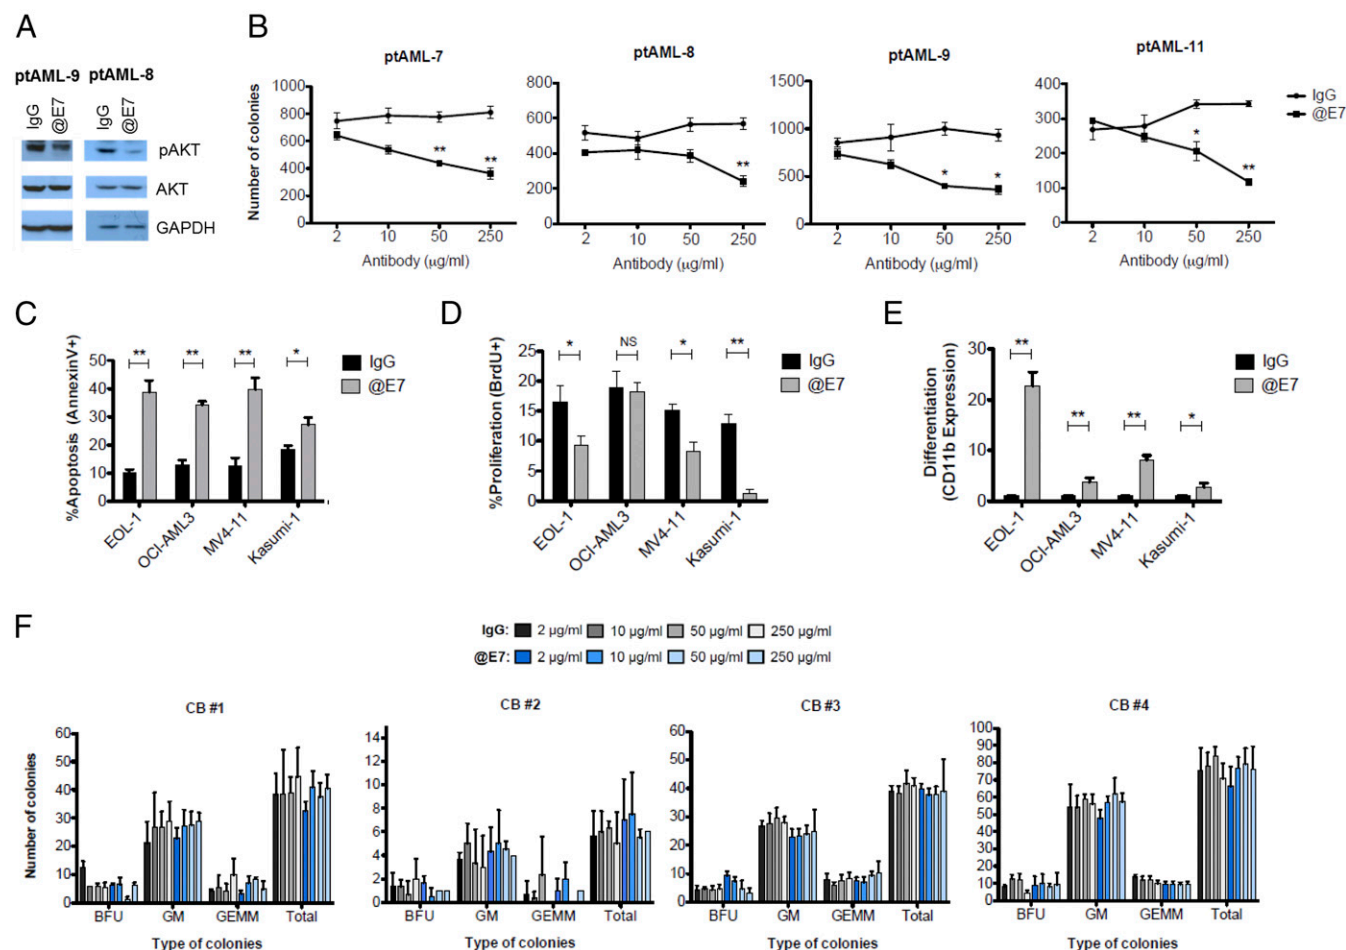 A
ptAML-9 ptAML-8
IgG @E7 IgG @E7
pAKT
AKT
GAPDH
B
ptAML-7
Number of colonies
1000
800
600
400
200
0
** **
2 10 50 250
Antibody (µg/ml)
ptAML-8
800
600
400
200
0
**
2 10 50 250
Antibody (µg/ml)
ptAML-9
1500
1000
500
0
* *
2 10 50 250
Antibody (µg/ml)
ptAML-11
400
300
200
100
0
*
**
2 10 50 250
Antibody (µg/ml)
IgG
@E7
C
%Apoptosis (AnnexinV+)
50
40
30
20
10
0
** ** ** *
EOL-1 OCI-AML3 MV4-11 Kasumi-1
IgG
@E7
D
%Proliferation (BrdU+)
25
20
15
10
5
0
* NS * **
EOL-1 OCI-AML3 MV4-11 Kasumi-1
IgG
@E7
E
Differentiation
(CD11b Expression)
30
20
10
0
** ** ** *
EOL-1 OCI-AML3 MV4-11 Kasumi-1
IgG
@E7
F
IgG: 2 µg/ml 10 µg/ml 50 µg/ml 250 µg/ml
@E7: 2 µg/ml 10 µg/ml 50 µg/ml 250 µg/ml
CB #1
Number of colonies
60
50
40
30
20
10
0
BFU GM GEMM Total
Type of colonies
CB #2
14
12
10
8
6
4
2
0
BFU GM GEMM Total
Type of colonies
CB #3
60
50
40
30
20
10
0
BFU GM GEMM Total
Type of colonies
CB #4
100
90
80
70
60
50
40
30
20
10
0
BFU GM GEMM Total
Type of colonies